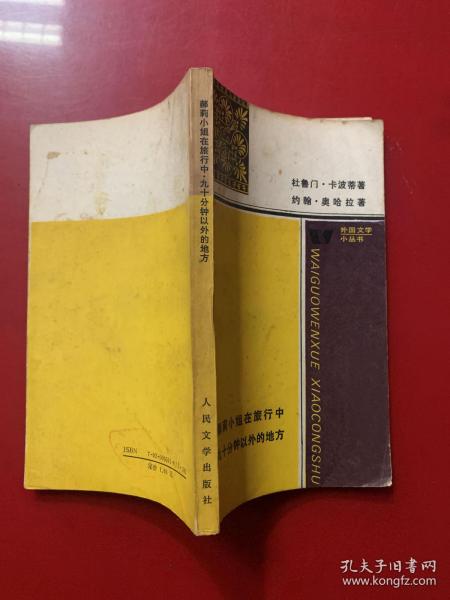 郝莉小姐在旅行中·九十分钟以外的地方
人民文学出版社
杜鲁门·卡波蒂著
约翰·奥哈拉著
外国文学
小丛书
WAIGUOWENXUE XIAOCONGSHU
莉小姐在旅行中
九十分钟以外的地方
ISBN
孔夫子旧书网
www.kongfz.com